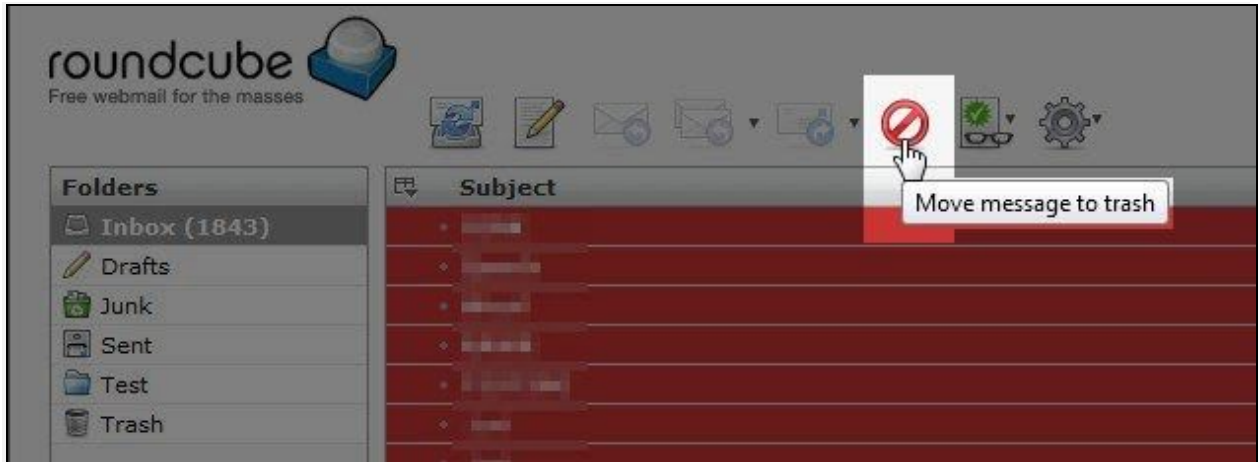 roundcube
Free webmail for the masses
Move message to trash
Folders
Subject
Inbox (1843)
Drafts
Junk
Sent
Test
Trash